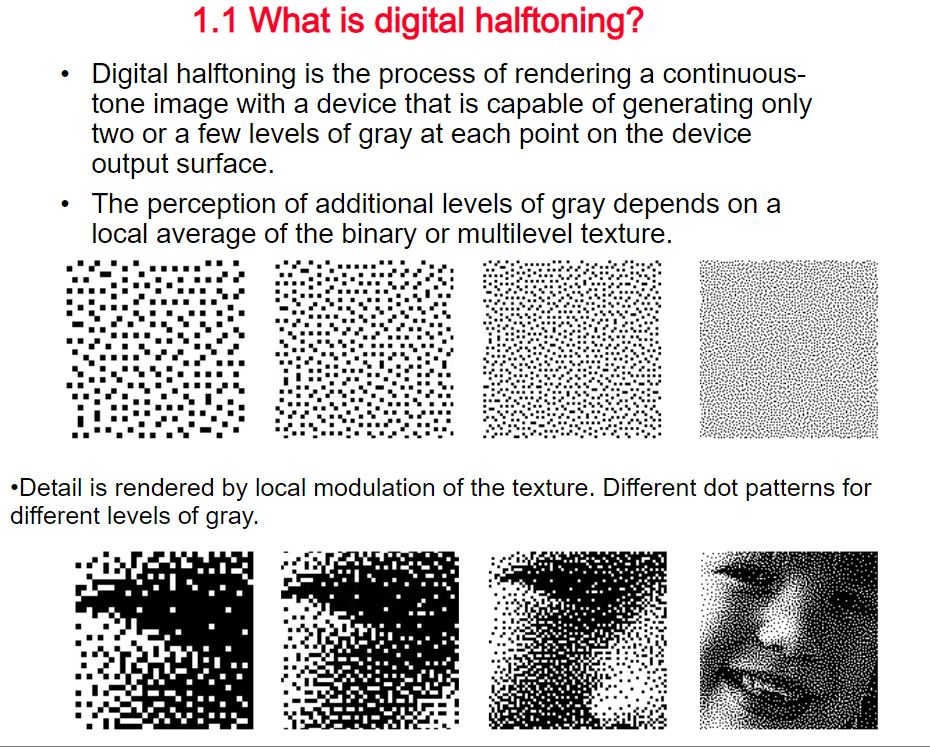 1.1 What is digital halftoning?
• Digital halftoning is the process of rendering a continuous-
tone image with a device that is capable of generating only
two or a few levels of gray at each point on the device
output surface.
• The perception of additional levels of gray depends on a
local average of the binary or multilevel texture.
•Detail is rendered by local modulation of the texture. Different dot patterns for
different levels of gray.